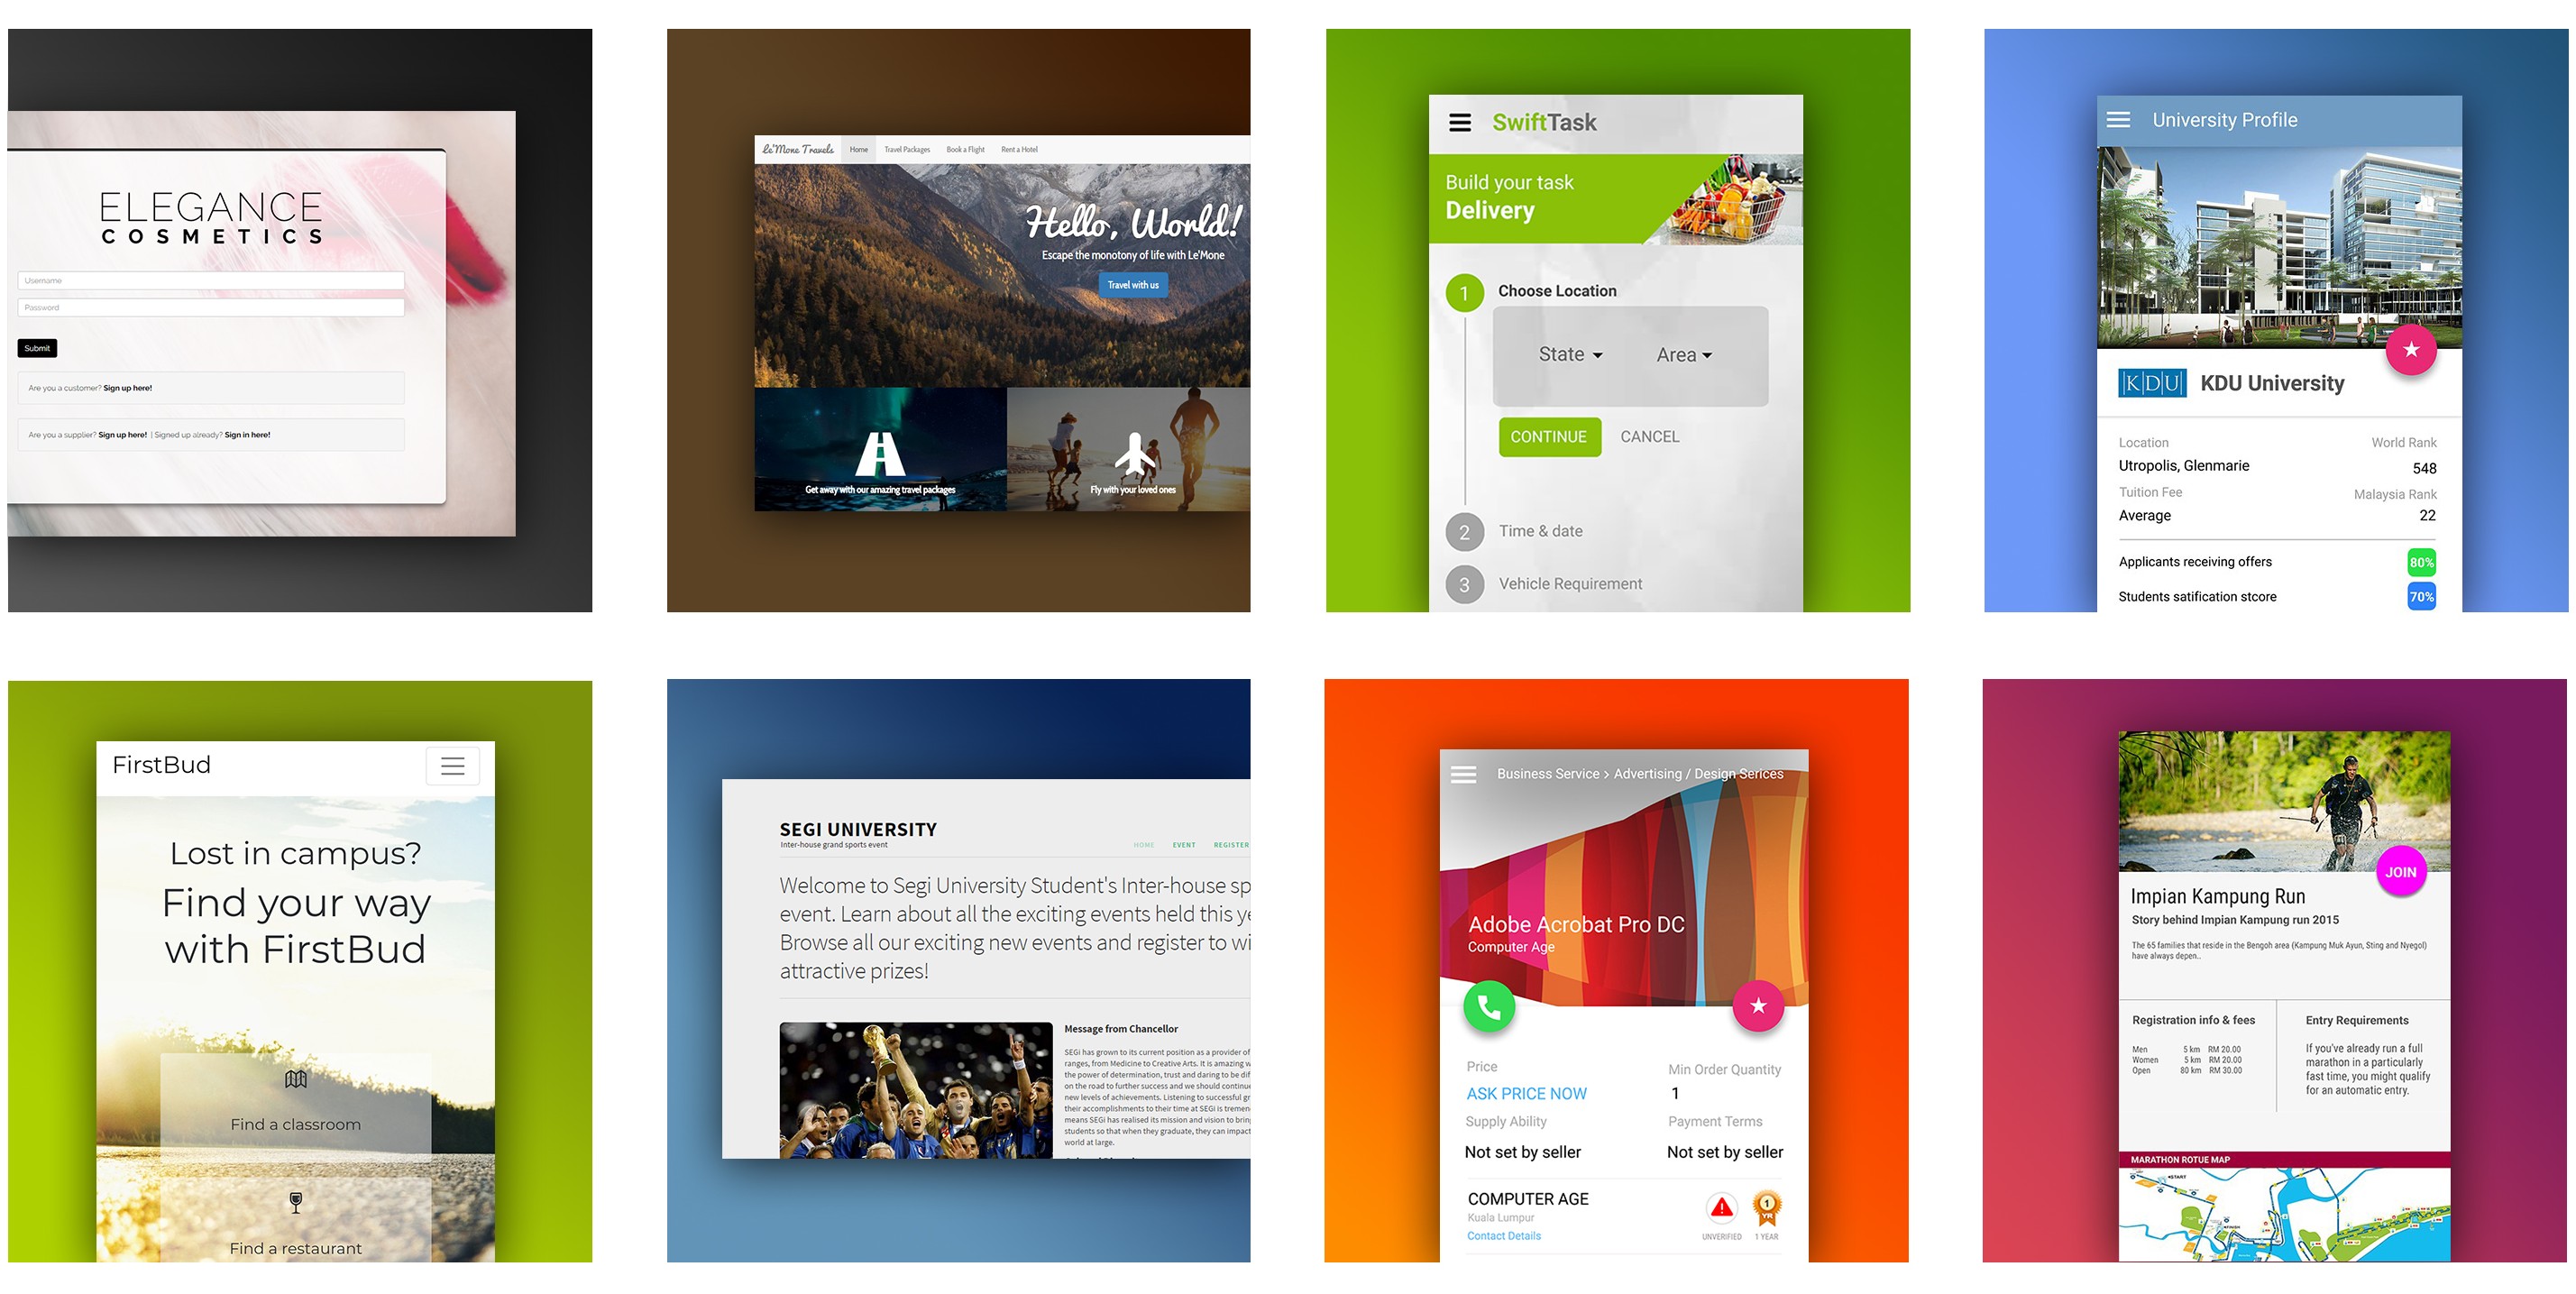 ELEGANCE
COSMETICS
Username
Password
Submit
Are you a customer? Sign up here!
Are you a supplier? Sign up here! | Signed up already? Sign in here!
Le'Mone Travels Home Travel Packages Book a Flight Rent a Hotel
Hello, World!
Escape the monotony of life with Le'Mone
Travel with us
Get away with our amazing travel packages
Fly with your loved ones
SwiftTask
Build your task
Delivery
1 Choose Location
State Area
CONTINUE CANCEL
2 Time & date
3 Vehicle Requirement
University Profile
KDU KDU University
Location World Rank
Utropolis, Glenmarie 548
Tuition Fee Malaysia Rank
Average 22
Applicants receiving offers 80%
Students satification stcore 70%
FirstBud
Lost in campus?
Find your way
with FirstBud
Find a classroom
Find a restaurant
SEGI UNIVERSITY
Inter-house grand sports event
HOME EVENT REGISTER
Welcome to Segi University Student's Inter-house sp
event. Learn about all the exciting events held this ye
Browse all our exciting new events and register to wi
attractive prizes!
Message from Chancellor
SEGi has grown to its current position as a provider of
ranges, from Medicine to Creative Arts. It is amazing w
the power of determination, trust and daring to be dif
on the road to further success and we should continue
new levels of achievements. Listening to successful gr
their accomplishments to their time at SEGi is tremen
means SEGi has realised its mission and vision to bring
students so that when they graduate, they can impact
world at large.
Business Service > Advertising / Design Serices
Adobe Acrobat Pro DC
Computer Age
Price Min Order Quantity
ASK PRICE NOW 1
Supply Ability Payment Terms
Not set by seller Not set by seller
COMPUTER AGE
Kuala Lumpur
Contact Details
1
YR
UNVERIFIED 1 YEAR
JOIN
Impian Kampung Run
Story behind Impian Kampung run 2015
The 65 families that reside in the Bengoh area (Kampung Muk Ayun, Sting and Nyegol)
have always depen..
Registration info & fees
Men 5 km RM 20.00
Women 5 km RM 20.00
Open 80 km RM 30.00
Entry Requirements
If you've already run a full
marathon in a particularly
fast time, you might qualify
for an automatic entry.
MARATHON ROTUE MAP
START